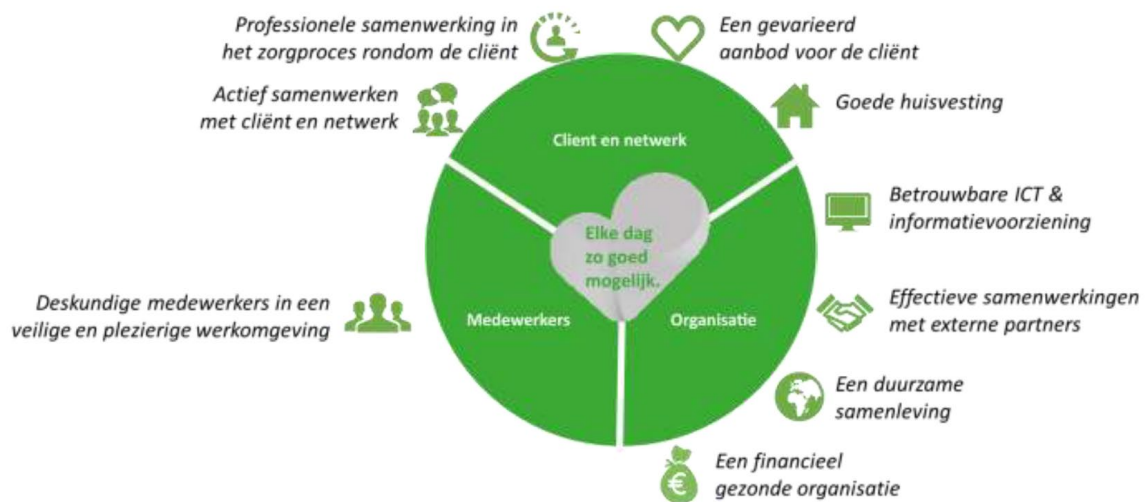 Professionele samenwerking in
het zorgproces rondom de cliënt
Een gevarieerd
aanbod voor de cliënt
Actief samenwerken
met cliënt en netwerk
Goede huisvesting
Client en netwerk
Betrouwbare ICT &
informatievoorziening
Elke dag
zo goed
mogelijk.
Deskundige medewerkers in een
veilige en plezierige werkomgeving
Medewerkers
Organisatie
Effectieve samenwerkingen
met externe partners
Een duurzame
samenleving
Een financieel
gezonde organisatie
€